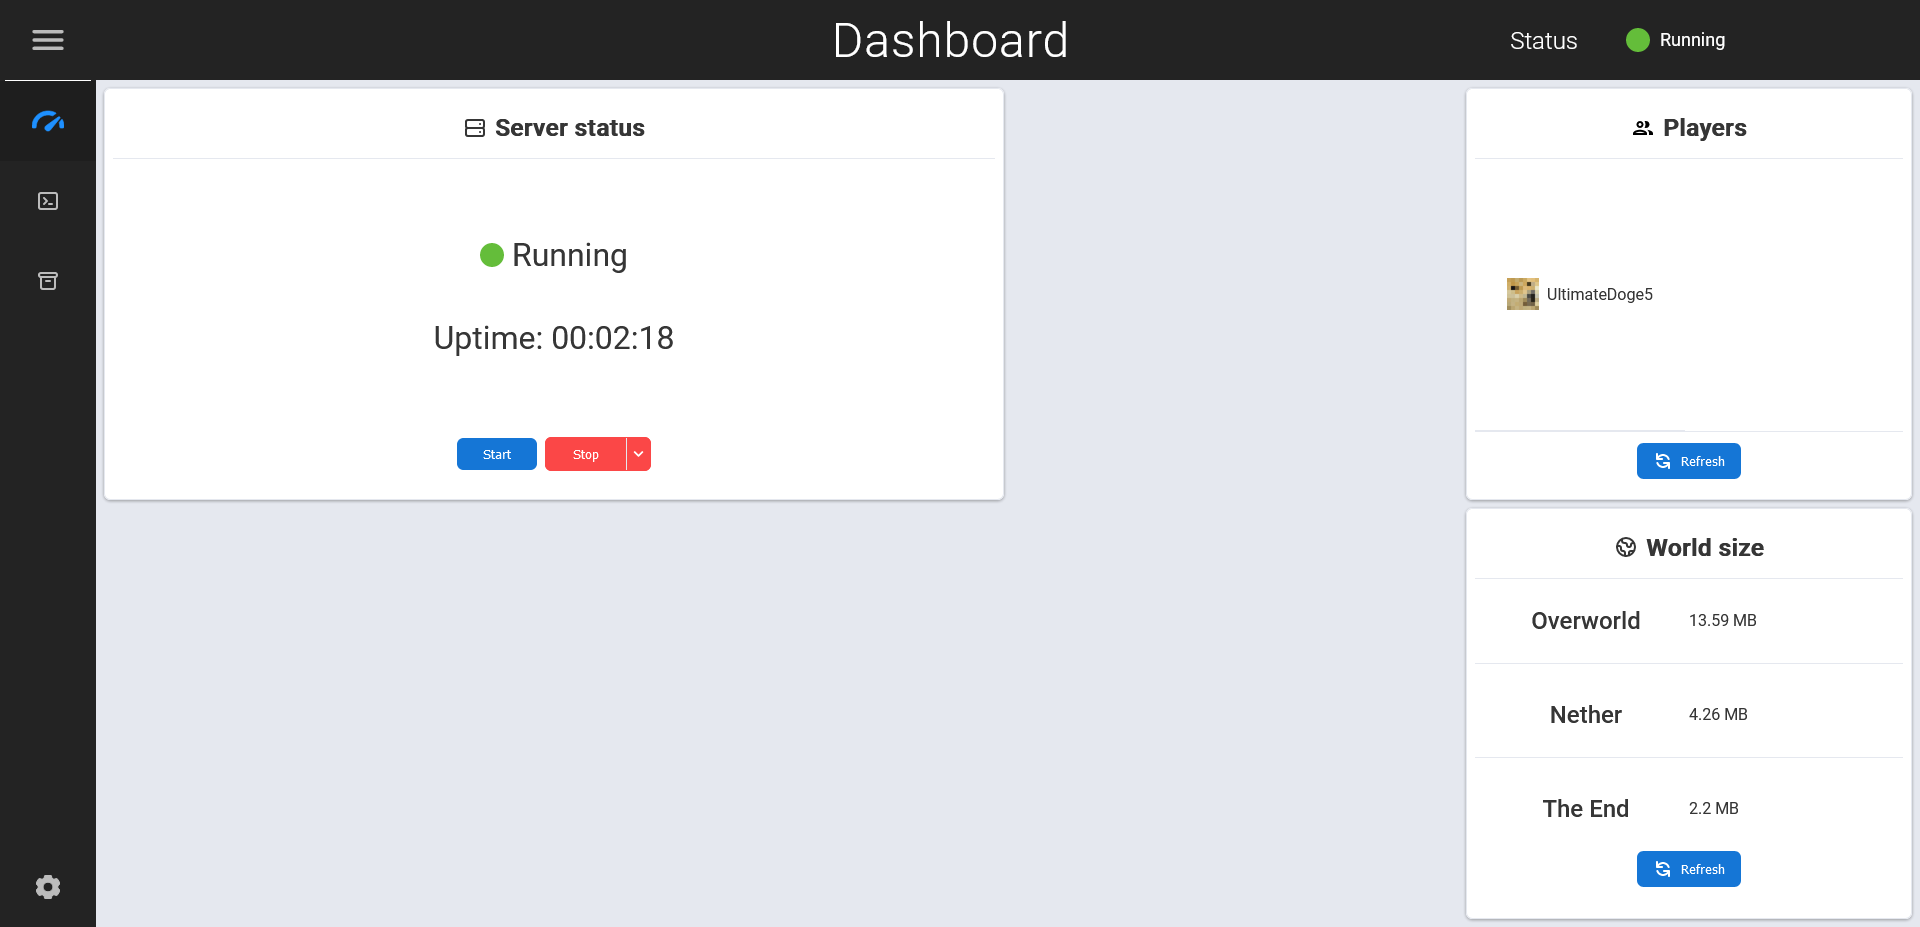 Dashboard
Status
Running
Server status
Running
Uptime: 00:02:18
Start
Stop
Players
UltimateDoge5
Refresh
World size
Overworld 13.59 MB
Nether 4.26 MB
The End 2.2 MB
Refresh